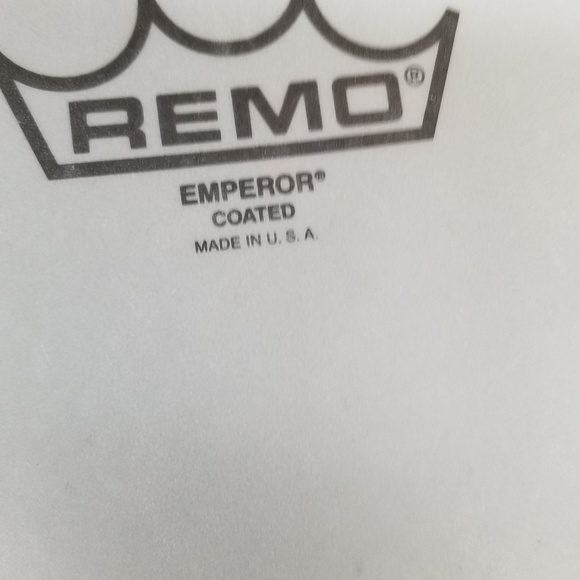 REMO®
EMPEROR®
COATED
MADE IN U. S. A.